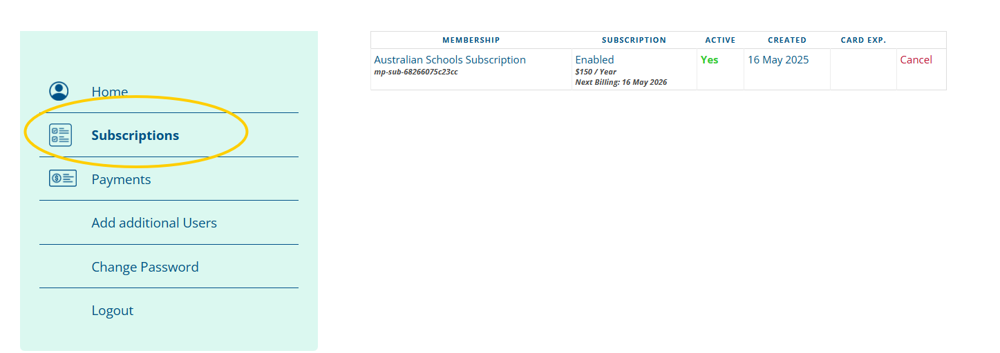 Home
Subscriptions
Payments
Add additional Users
Change Password
Logout
MEMBERSHIP SUBSCRIPTION ACTIVE CREATED CARD EXP.
Australian Schools Subscription Enabled Yes 16 May 2025 Cancel
mp-sub-68266075c23cc $150 / Year
Next Billing: 16 May 2026